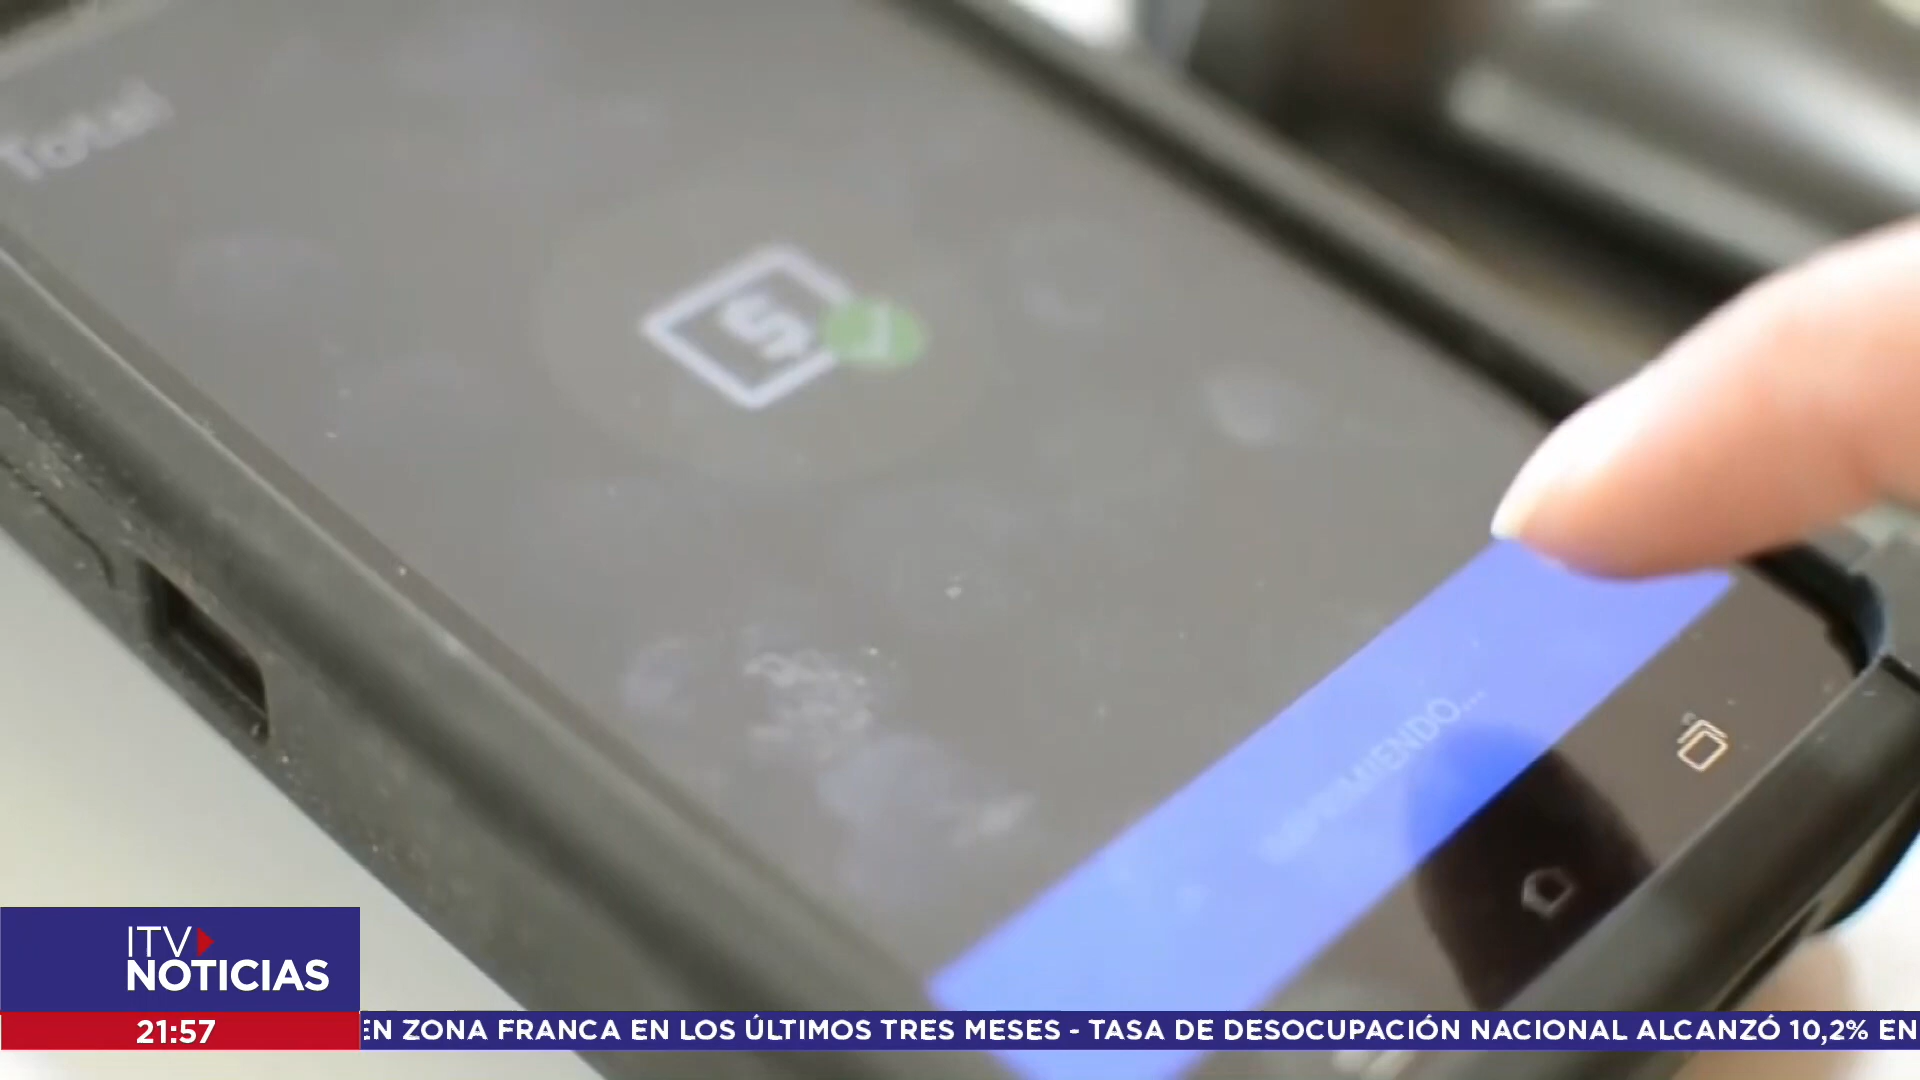 Total
IMPRIMIENDO...
ITV
NOTICIAS
21:57
EN ZONA FRANCA EN LOS ÚLTIMOS TRES MESES - TASA DE DESOCUPACIÓN NACIONAL ALCANZÓ 10,2% EN